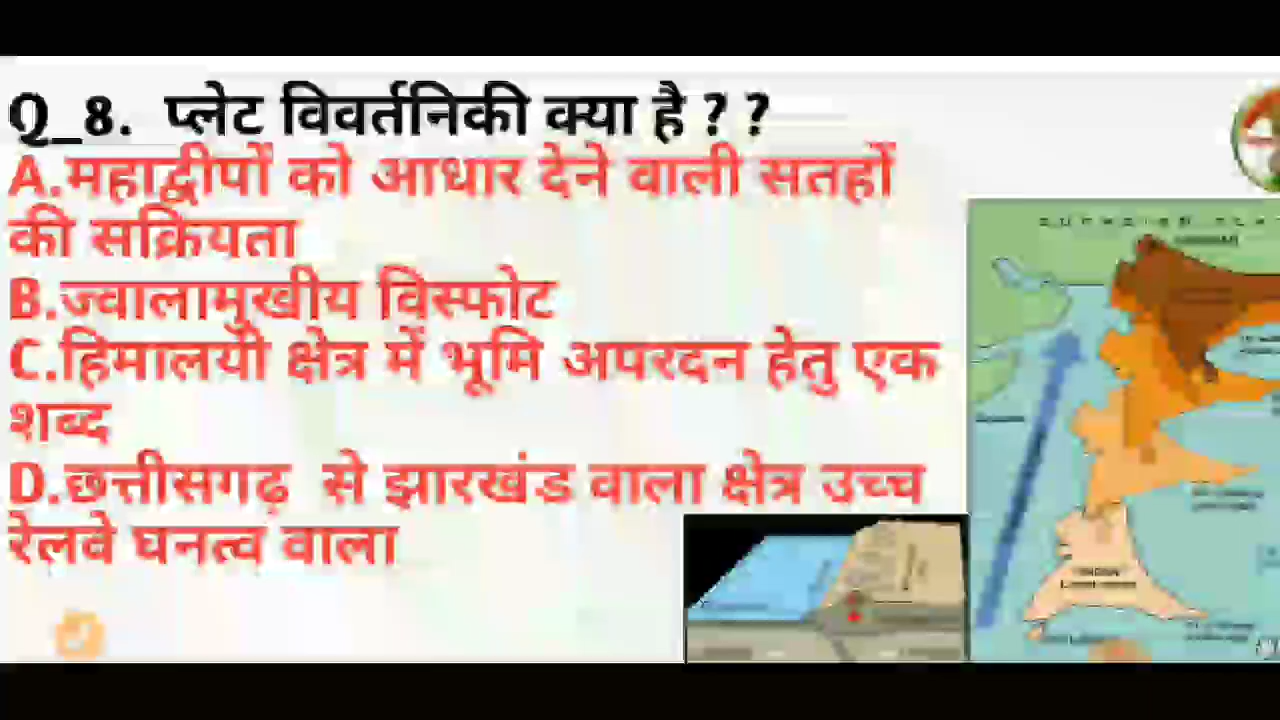 Q_8. प्लेट विवर्तनिकी क्या है ? ?
A.महाद्वीपों को आधार देने वाली सतहों
की सक्रियता
B.ज्वालामुखीय विस्फोट
C.हिमालयी क्षेत्र में भूमि अपरदन हेतु एक
शब्द
D.छत्तीसगढ़ से झारखंड वाला क्षेत्र उच्च
रेलवे घनत्व वाला